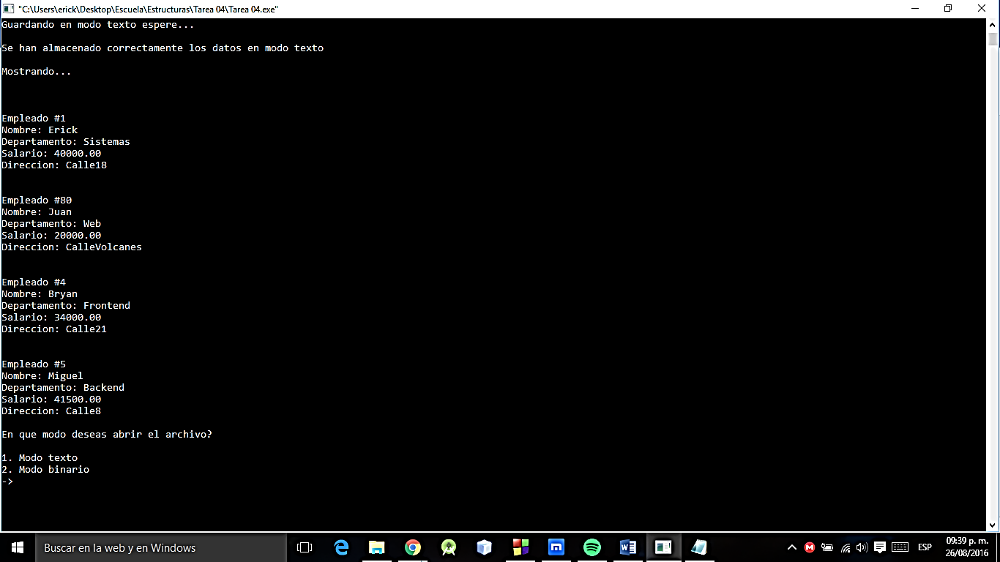 "C:\Users\erick\Desktop\Escuela\Estructuras\Tarea 04\Tarea 04.exe"
Guardando en modo texto espere...
Se han almacenado correctamente los datos en modo texto
Mostrando...
Empleado #1
Nombre: Erick
Departamento: Sistemas
Salario: 40000.00
Direccion: Calle18
Empleado #80
Nombre: Juan
Departamento: Web
Salario: 20000.00
Direccion: CalleVolcanes
Empleado #4
Nombre: Bryan
Departamento: Frontend
Salario: 34000.00
Direccion: Calle21
Empleado #5
Nombre: Miguel
Departamento: Backend
Salario: 41500.00
Direccion: Calle8
En que modo deseas abrir el archivo?
1. Modo texto
2. Modo binario
->
Buscar en la web y en Windows
ESP
09:39 p. m.
26/08/2016